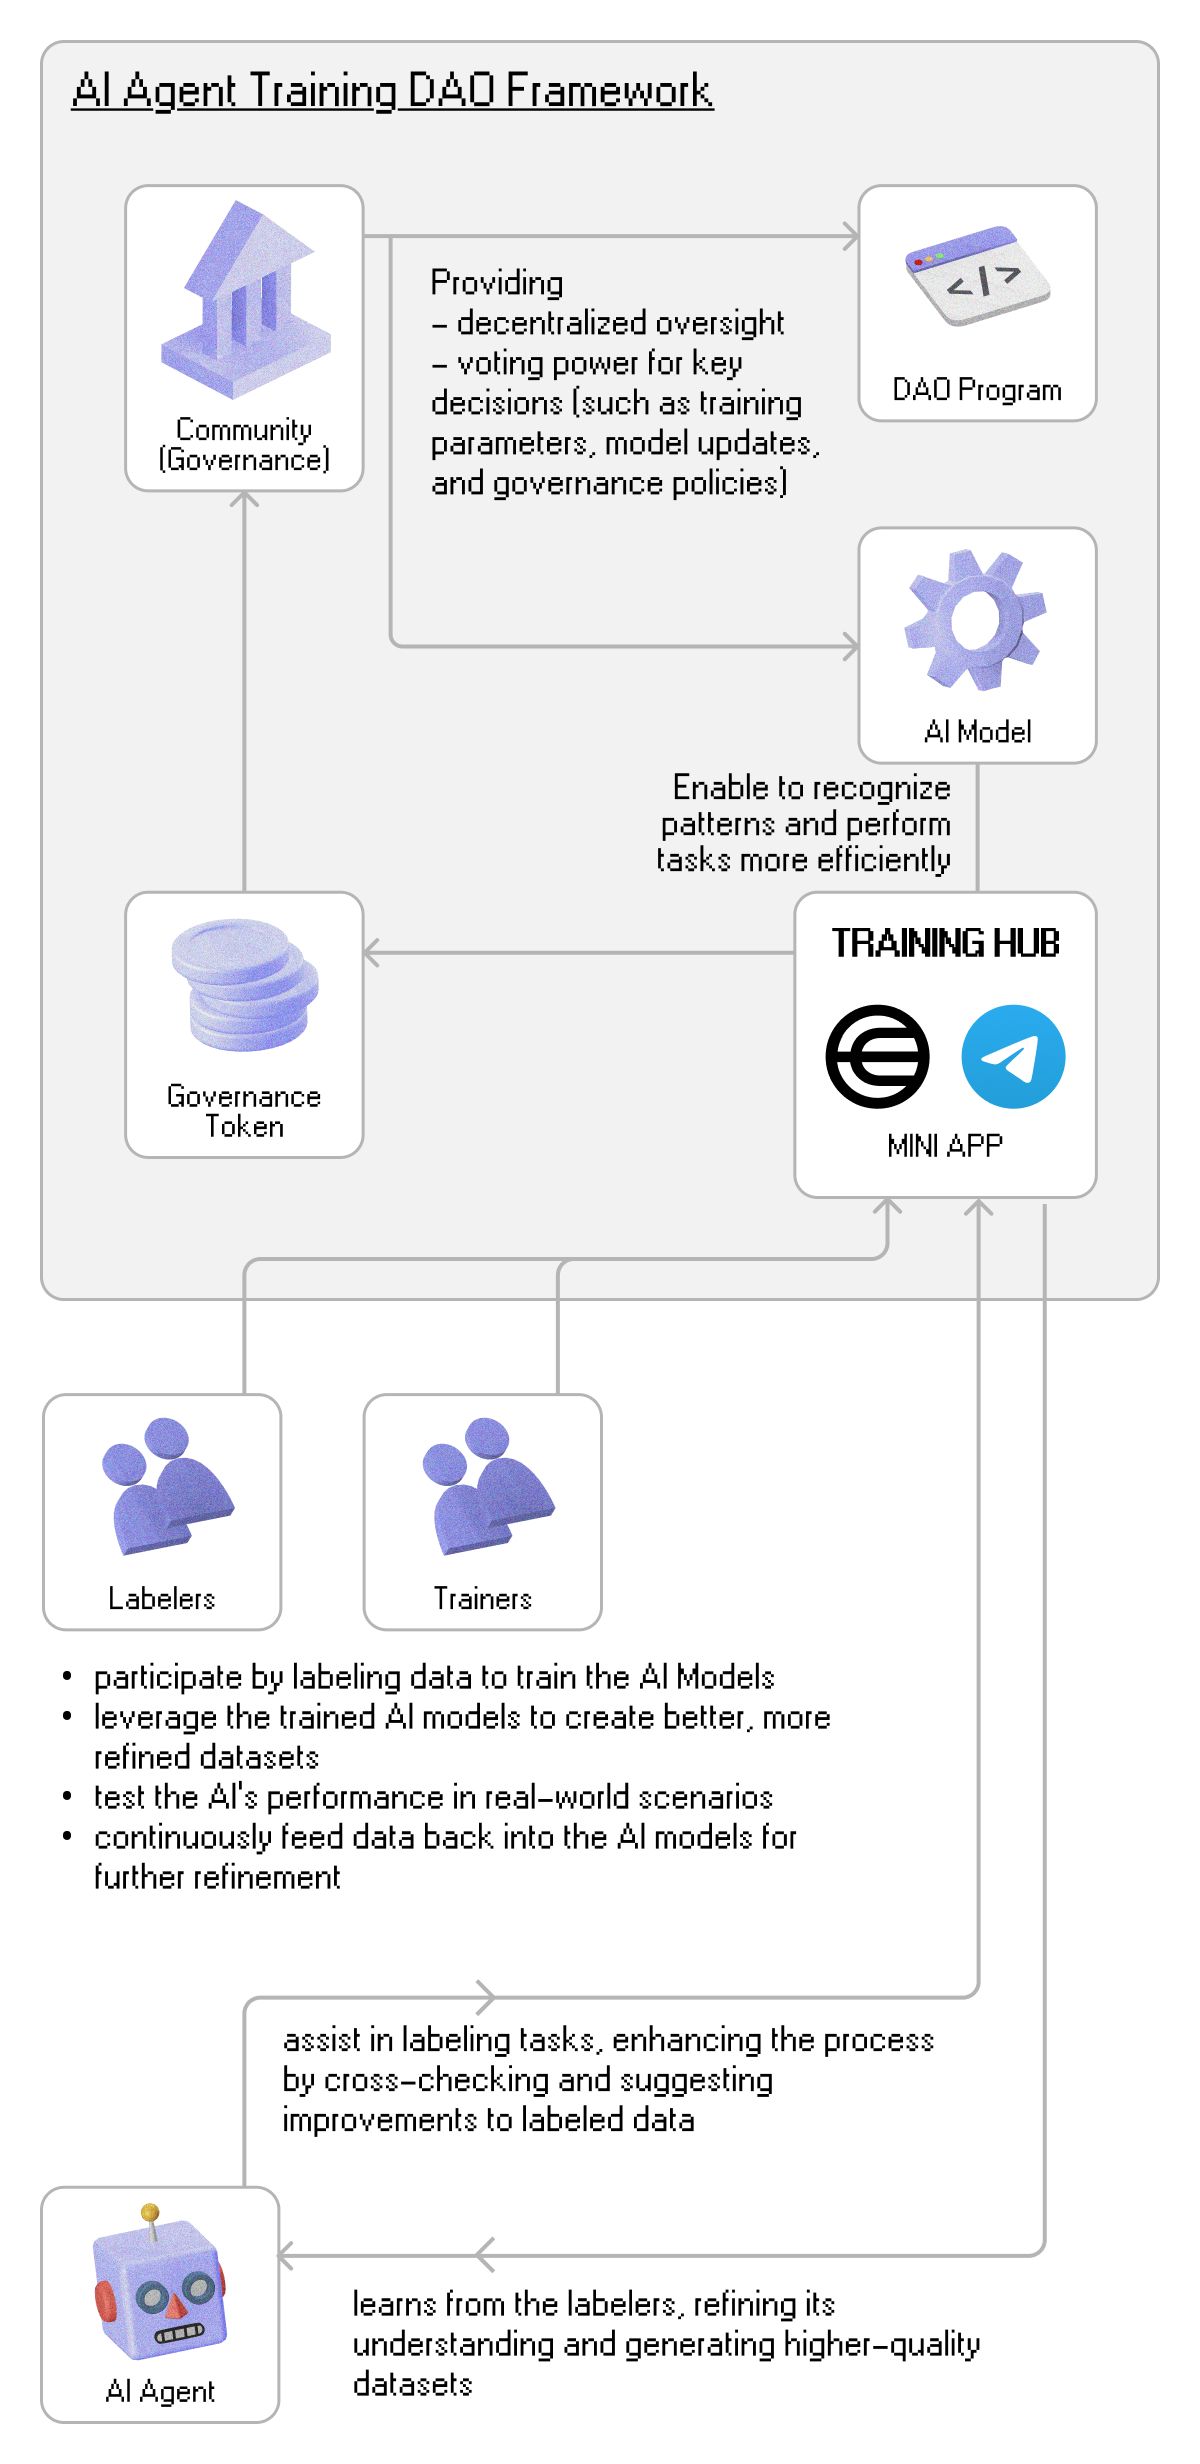 AI Agent Training DAO Framework
Community
(Governance)
Providing
- decentralized oversight
- voting power for key
decisions (such as training
parameters, model updates,
and governance policies)
</>
DAO Program
AI Model
Enable to recognize
patterns and perform
tasks more efficiently
Governance
Token
TRAINING HUB
MINI APP
Labelers
Trainers
• participate by labeling data to train the AI Models
• leverage the trained AI models to create better, more
refined datasets
• test the AI's performance in real-world scenarios
• continuously feed data back into the AI models for
further refinement
assist in labeling tasks, enhancing the process
by cross-checking and suggesting
improvements to labeled data
AI Agent
learns from the labelers, refining its
understanding and generating higher-quality
datasets